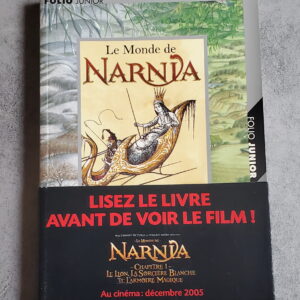 FOLIO JUNIOR
Le Monde de
NARNIA
FOLIO JUNIOR
LISEZ LE LIVRE
AVANT DE VOIR LE FILM !
LE MONDE DE
NARNIA
- CHAPITRE 1 -
LE LION, LA SORCIÈRE BLANCHE
ET L'ARMOIRE MAGIQUE
Au cinéma : décembre 2005